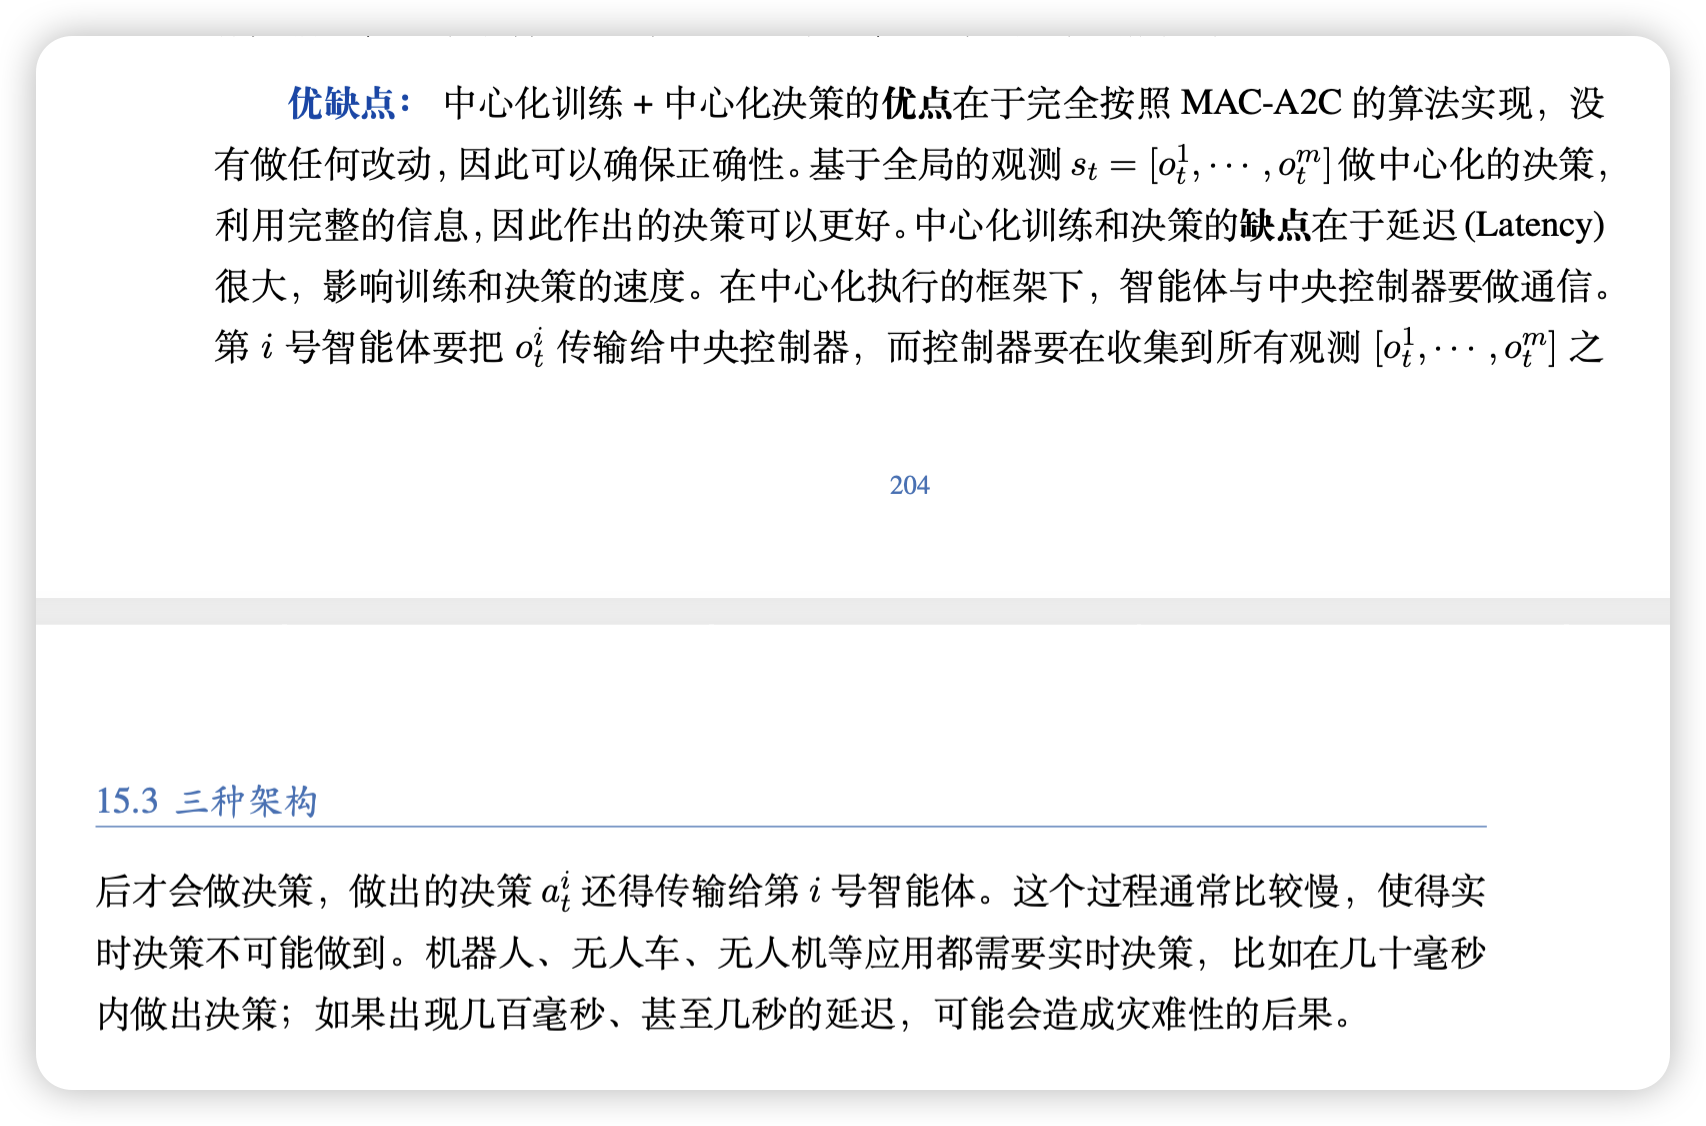 优缺点： 中心化训练 + 中心化决策的优点在于完全按照 MAC-A2C 的算法实现，没
有做任何改动，因此可以确保正确性。基于全局的观测 $s_t = [o_t^1, \cdots, o_t^m]$ 做中心化的决策，
利用完整的信息，因此作出的决策可以更好。中心化训练和决策的缺点在于延迟 (Latency)
很大，影响训练和决策的速度。在中心化执行的框架下，智能体与中央控制器要做通信。
第 $i$ 号智能体要把 $o_t^i$ 传输给中央控制器，而控制器要在收集到所有观测 $[o_t^1, \cdots, o_t^m]$ 之
204
15.3 三种架构
后才会做决策，做出的决策 $a_t^i$ 还得传输给第 $i$ 号智能体。这个过程通常比较慢，使得实
时决策不可能做到。机器人、无人车、无人机等应用都需要实时决策，比如在几十毫秒
内做出决策；如果出现几百毫秒、甚至几秒的延迟，可能会造成灾难性的后果。